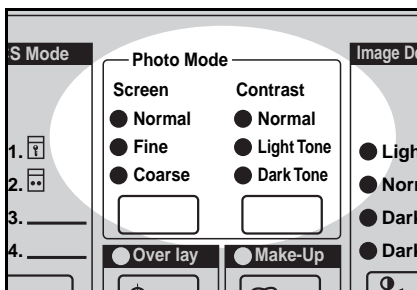 S Mode
1.
2.
3.
4.
Photo Mode
Screen
Normal
Fine
Coarse
Contrast
Normal
Light Tone
Dark Tone
Over lay
Make-Up
Image
Dark